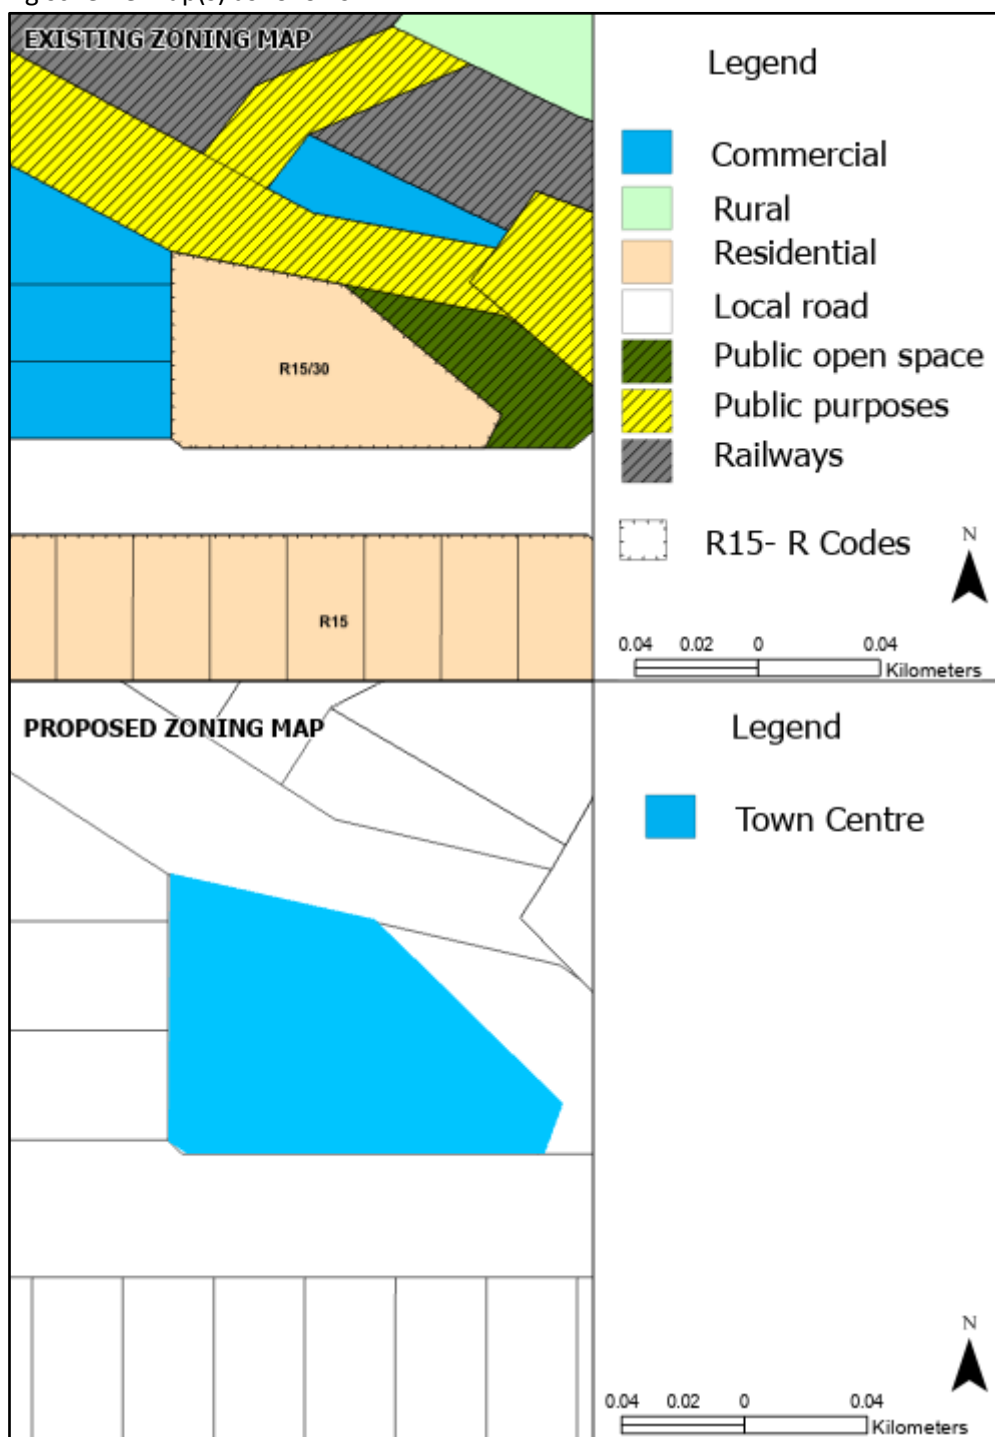 EXISTING ZONING MAP
Legend
Commercial
Rural
Residential
Local road
Public open space
Public purposes
Railways
R15- R Codes
R15/30
R15
N
0.04 0.02 0 0.04
Kilometers
PROPOSED ZONING MAP
Legend
Town Centre
N
0.04 0.02 0 0.04
Kilometers